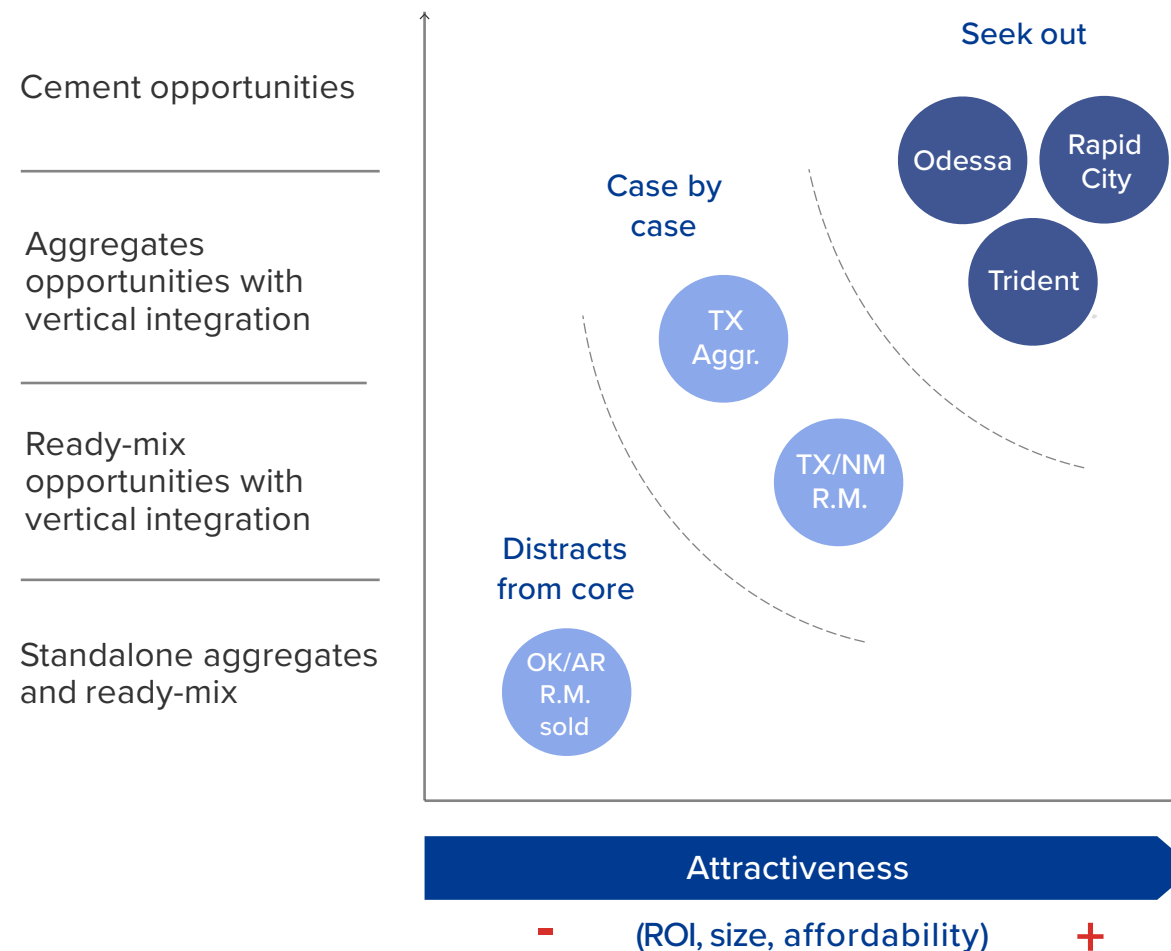 Seek out
Cement opportunities
Odessa
Rapid
City
Case by
case
Aggregates
opportunities with
vertical integration
Trident
TX
Aggr.
Ready-mix
opportunities with
vertical integration
TX/NM
R.M.
Distracts
from core
Standalone aggregates
and ready-mix
OK/AR
R.M.
sold
Attractiveness
- (ROI, size, affordability) +